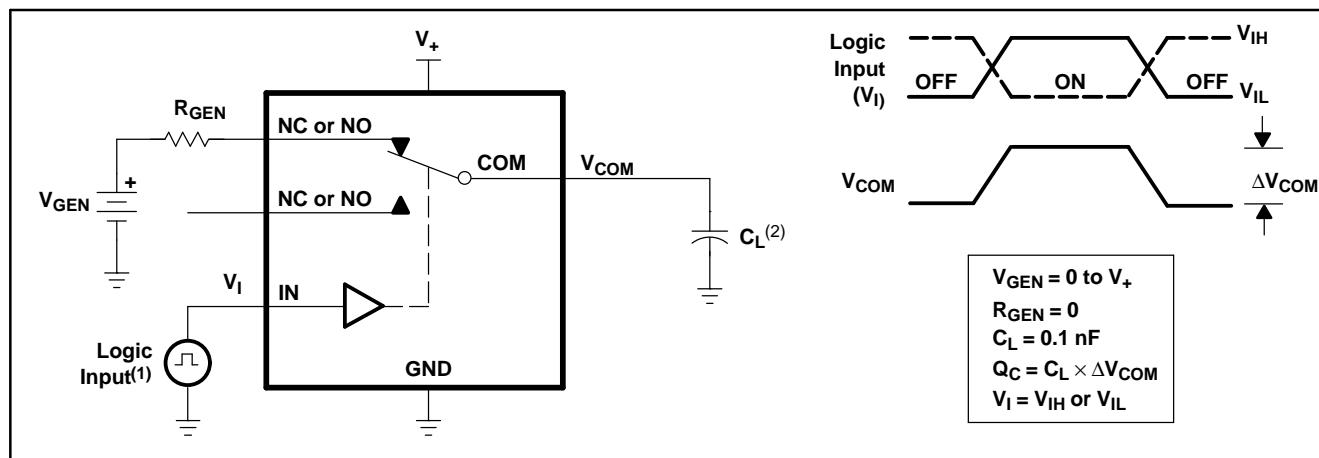 V+
RGEN
NC or NO
COM
VCOM
VGEN
+
NC or NO
CL(2)
VI
IN
Logic
Input(1)
GND
Logic
Input
(VI)
OFF
ON
OFF
VIH
VIL
VCOM
ΔVCOM
VGEN = 0 to V+
RGEN = 0
CL = 0.1 nF
QC = CL × ΔVCOM
VI = VIH or VIL